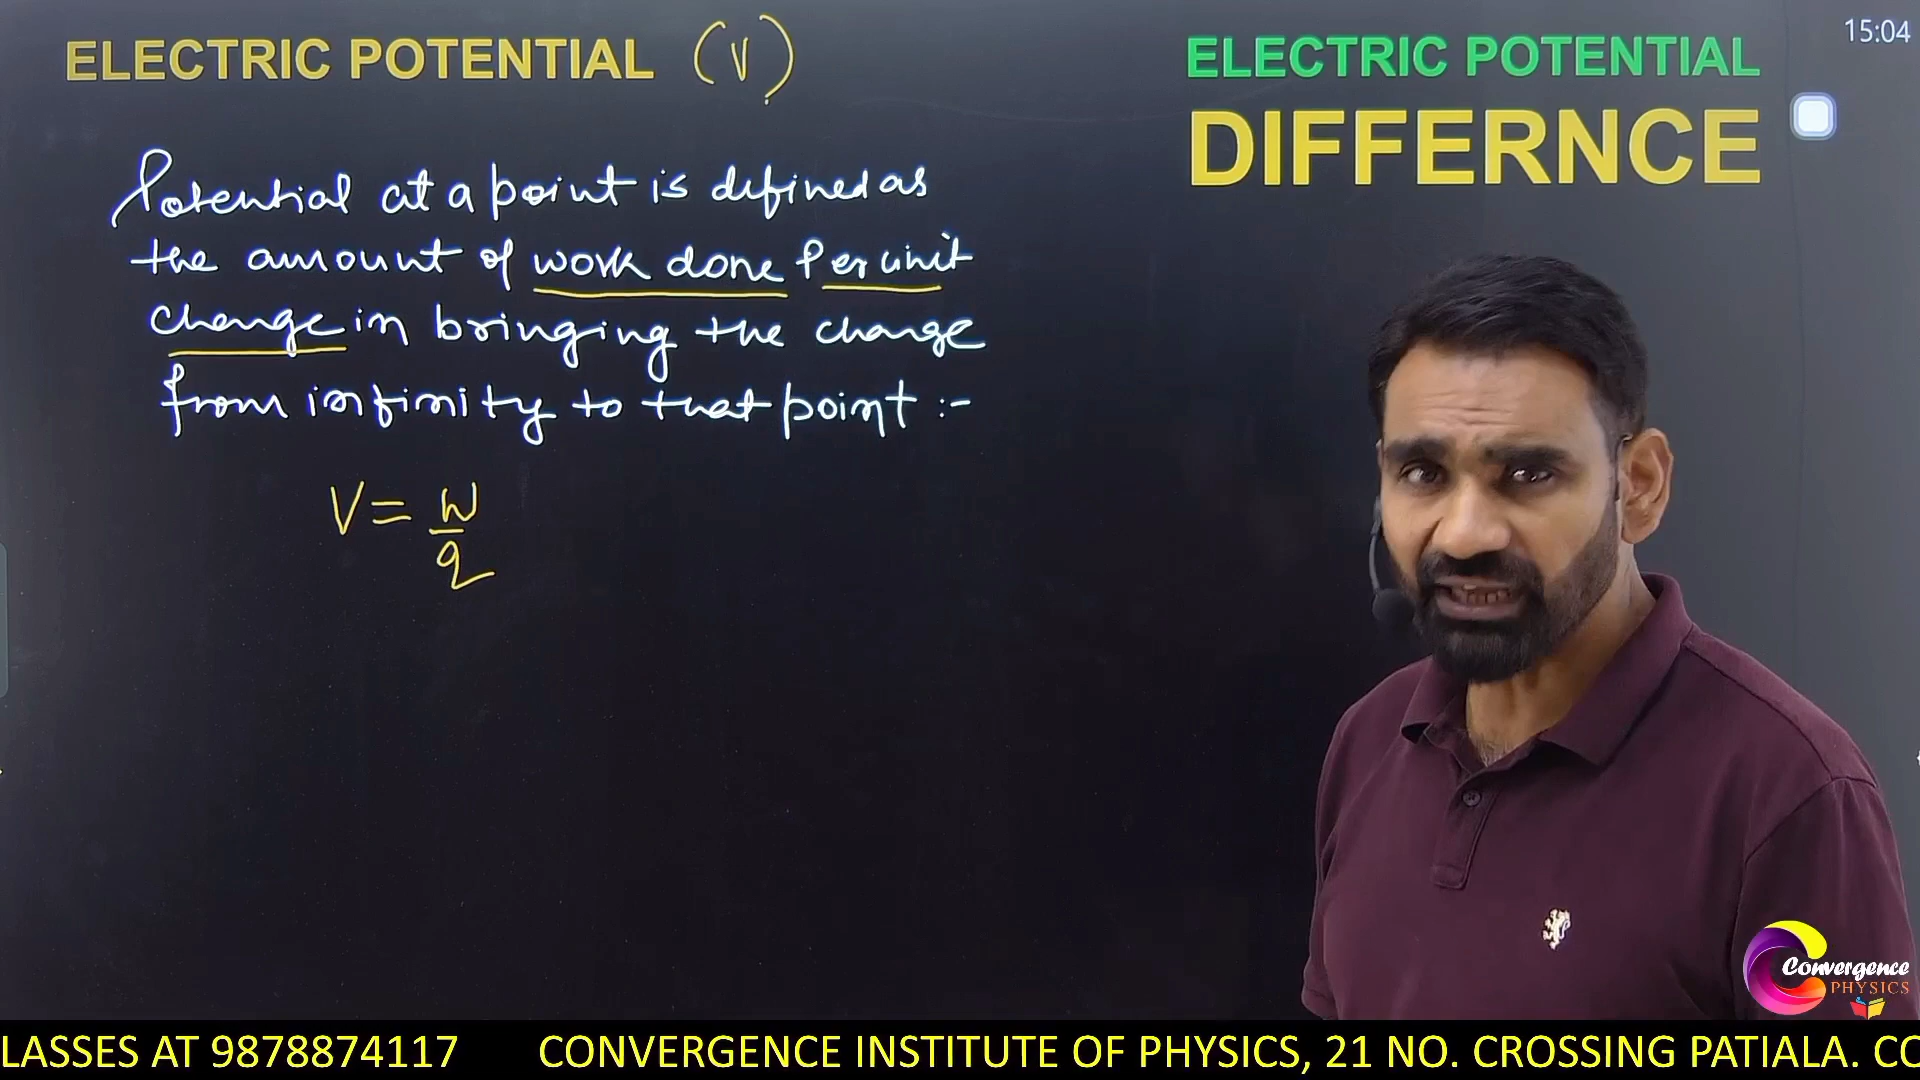 ELECTRIC POTENTIAL (V)
Potential at a point is defined as
the amount of work done Per unit
charge in bringing the charge
from infinity to that point :-
V = W/q
ELECTRIC POTENTIAL
DIFFERNCE
15:04
Convergence
PHYSICS
LASSES AT 9878874117 CONVERGENCE INSTITUTE OF PHYSICS, 21 NO. CROSSING PATIALA. CO